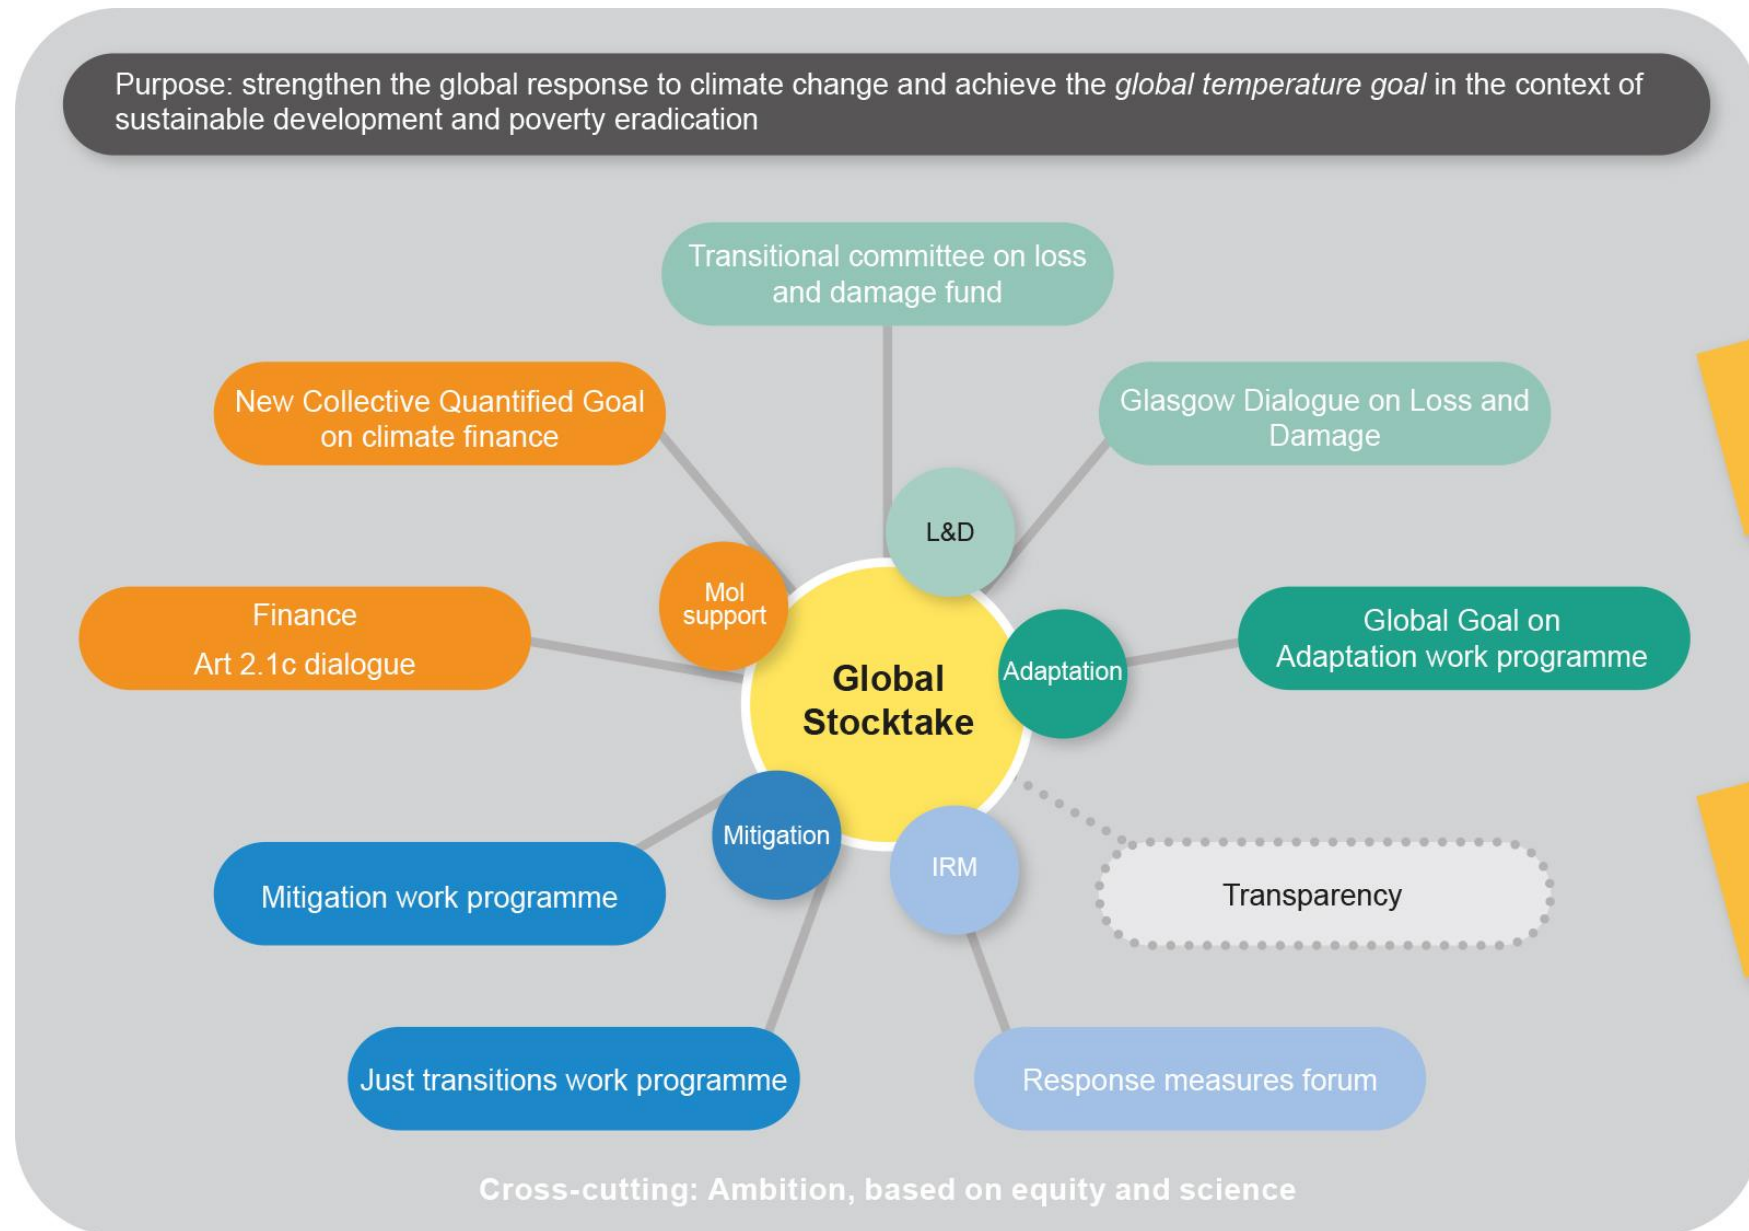 Purpose: strengthen the global response to climate change and achieve the global temperature goal in the context of
sustainable development and poverty eradication
Transitional committee on loss
and damage fund
New Collective Quantified Goal
on climate finance
Glasgow Dialogue on Loss and
Damage
L&D
MoI
support
Finance
Art 2.1c dialogue
Global Goal on
Adaptation work programme
Adaptation
Global
Stocktake
Mitigation
IRM
Mitigation work programme
Transparency
Just transitions work programme
Response measures forum
Cross-cutting: Ambition, based on equity and science